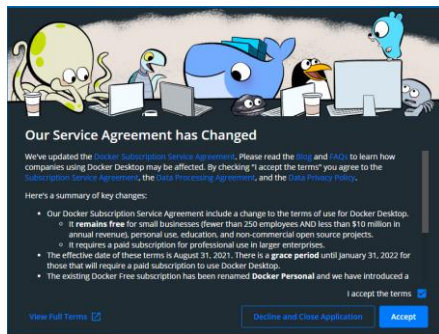 Our Service Agreement has Changed
We've updated the Docker Subscription Service Agreement. Please read the Blog and FAQs to learn how
companies using Docker Desktop may be affected. By checking "I accept the terms" you agree to the
Subscription Service Agreement, the Data Processing Agreement, and the Data Privacy Policy.
Here's a summary of key changes:
• Our Docker Subscription Service Agreement include a change to the terms of use for Docker Desktop.
○ It remains free for small businesses (fewer than 250 employees AND less than $10 million in
annual revenue), personal use, education, and non-commercial open source projects.
○ It requires a paid subscription for professional use in larger enterprises.
• The effective date of these terms is August 31, 2021. There is a grace period until January 31, 2022 for
those that will require a paid subscription to use Docker Desktop.
• The existing Docker Free subscription has been renamed Docker Personal and we have introduced a
I accept the terms
View Full Terms
Decline and Close Application
Accept